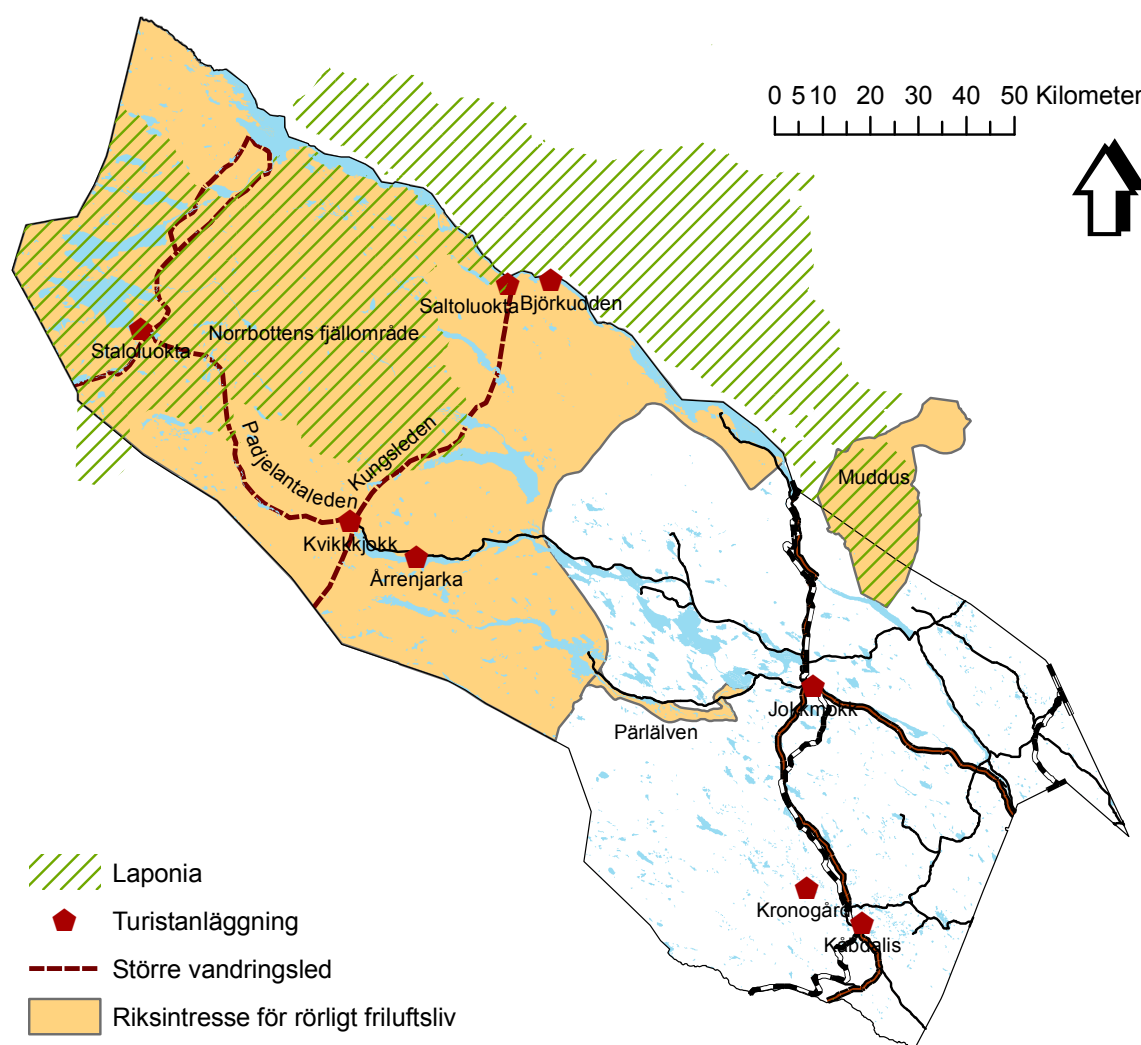 0 5 10 20 30 40 50 Kilometer
Saltoluokta
Björkudden
Norrbottens fjällområde
Staloluokta
Padjelantaleden
Kungsleden
Muddus
Kvikkkjokk
Årrenjarka
Jokkmokk
Pärlälven
Kronogård
Kåbdalis
Laponia
Turistanläggning
Större vandringsled
Riksintresse för rörligt friluftsliv